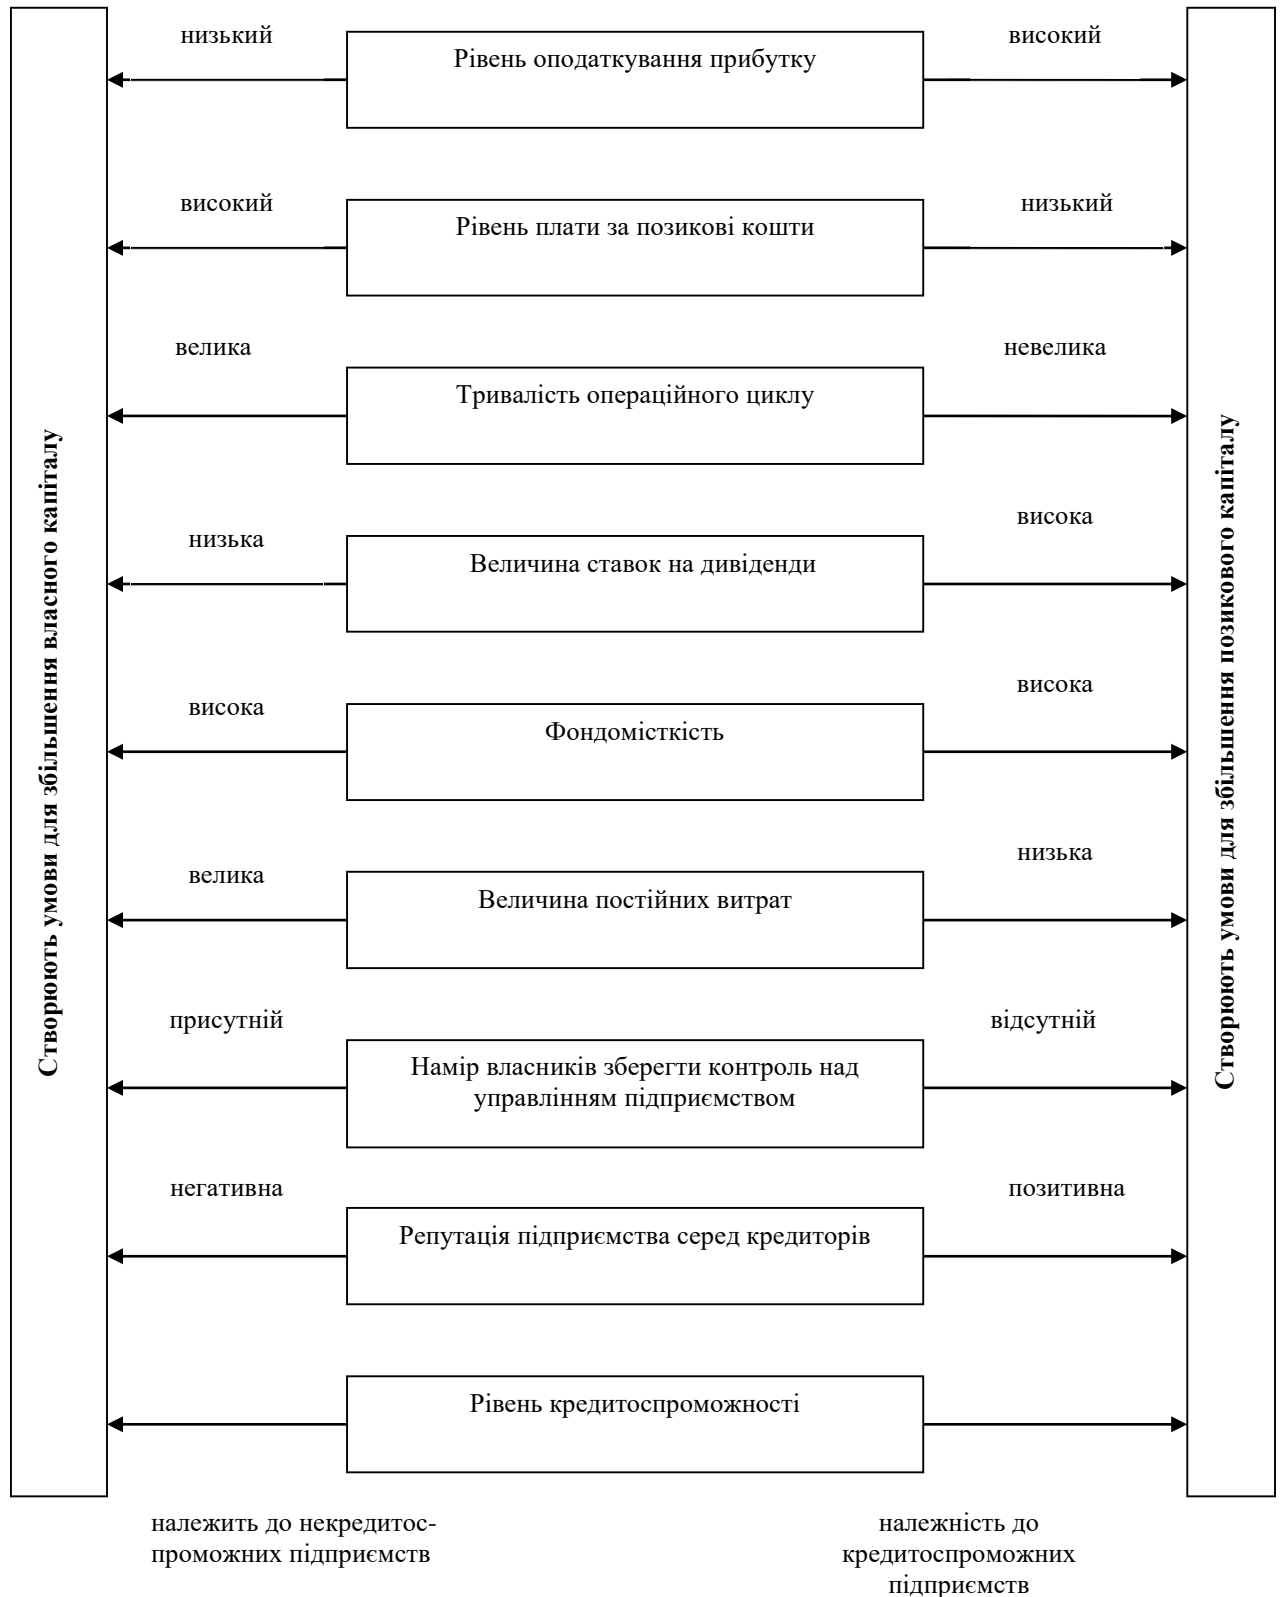 низький
високий
Рівень оподаткування прибутку
високий
низький
Рівень плати за позикові кошти
велика
невелика
Тривалість операційного циклу
низька
висока
Величина ставок на дивіденди
висока
висока
Фондомісткість
велика
низька
Величина постійних витрат
присутній
відсутній
Намір власників зберегти контроль над
управлінням підприємством
негативна
позитивна
Репутація підприємства серед кредиторів
Рівень кредитоспроможності
належить до некредитос-
проможних підприємств
належність до
кредитоспроможних
підприємств
Створюють умови для збільшення власного капіталу
Створюють умови для збільшення позикового капіталу